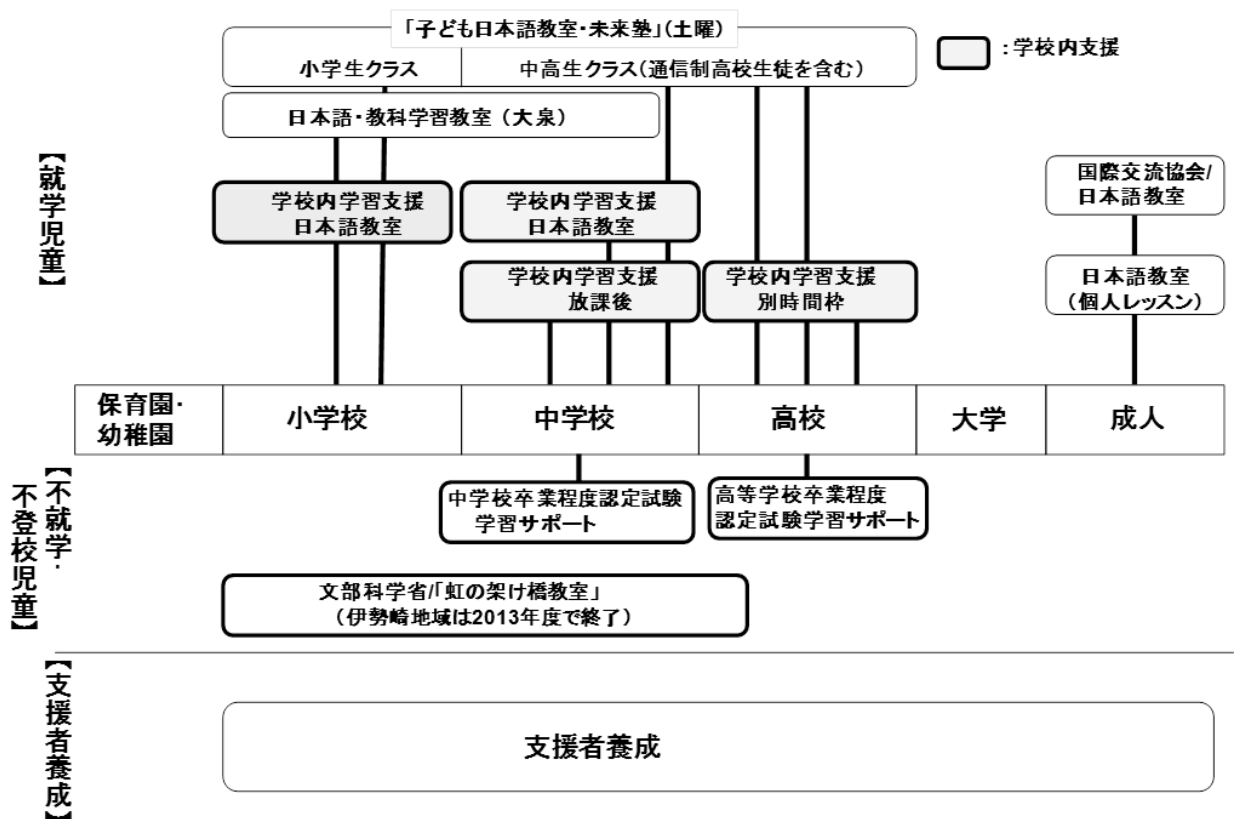 「子ども日本語教室・未来塾」(土曜)
小学生クラス
中高生クラス(通信制高校生徒を含む)
:学校内支援
日本語・教科学習教室(大泉)
【就学児童】
学校内学習支援
日本語教室
学校内学習支援
日本語教室
学校内学習支援
放課後
学校内学習支援
別時間枠
国際交流協会/
日本語教室
日本語教室
(個人レッスン)
保育園・
幼稚園
小学校
中学校
高校
大学
成人
【不就学・
不登校児童】
中学校卒業程度認定試験
学習サポート
高等学校卒業程度
認定試験学習サポート
文部科学省/「虹の架け橋教室」
(伊勢崎地域は2013年度で終了)
【支援者養成】
支援者養成